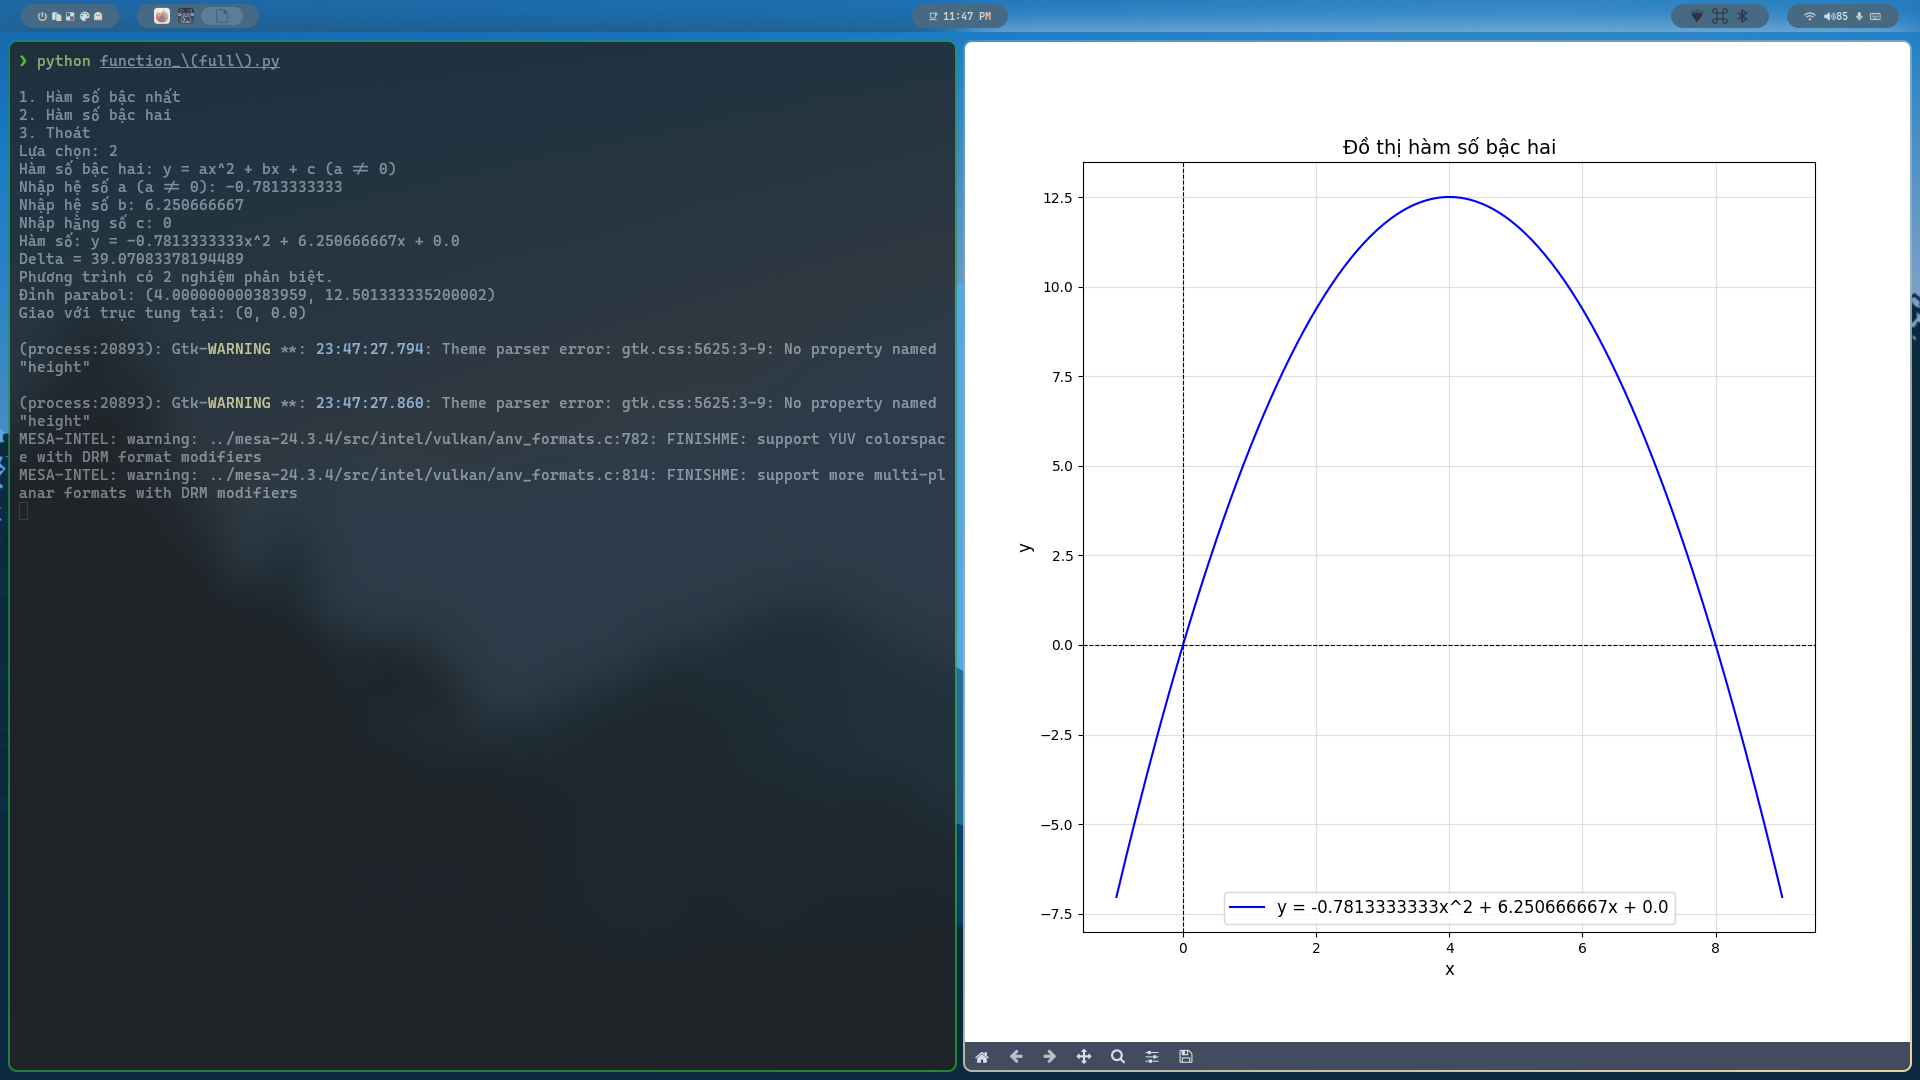 11:47 PM
85
❯ python function_\(full\).py
1. Hàm số bậc nhất
2. Hàm số bậc hai
3. Thoát
Lựa chọn: 2
Hàm số bậc hai: y = ax^2 + bx + c (a ≠ 0)
Nhập hệ số a (a ≠ 0): -0.7813333333
Nhập hệ số b: 6.250666667
Nhập hằng số c: 0
Hàm số: y = -0.7813333333x^2 + 6.250666667x + 0.0
Delta = 39.07083378194489
Phương trình có 2 nghiệm phân biệt.
Đỉnh parabol: (4.000000000383959, 12.501333335200002)
Giao với trục tung tại: (0, 0.0)
(process:20893): Gtk-WARNING **: 23:47:27.794: Theme parser error: gtk.css:5625:3-9: No property named
"height"
(process:20893): Gtk-WARNING **: 23:47:27.860: Theme parser error: gtk.css:5625:3-9: No property named
"height"
MESA-INTEL: warning: ../mesa-24.3.4/src/intel/vulkan/anv_formats.c:782: FINISHME: support YUV colorspac
e with DRM format modifiers
MESA-INTEL: warning: ../mesa-24.3.4/src/intel/vulkan/anv_formats.c:814: FINISHME: support more multi-pl
anar formats with DRM modifiers
Đồ thị hàm số bậc hai
12.5
10.0
7.5
5.0
2.5
0.0
−2.5
−5.0
−7.5
y
y = -0.7813333333x^2 + 6.250666667x + 0.0
0 2 4 6 8
x